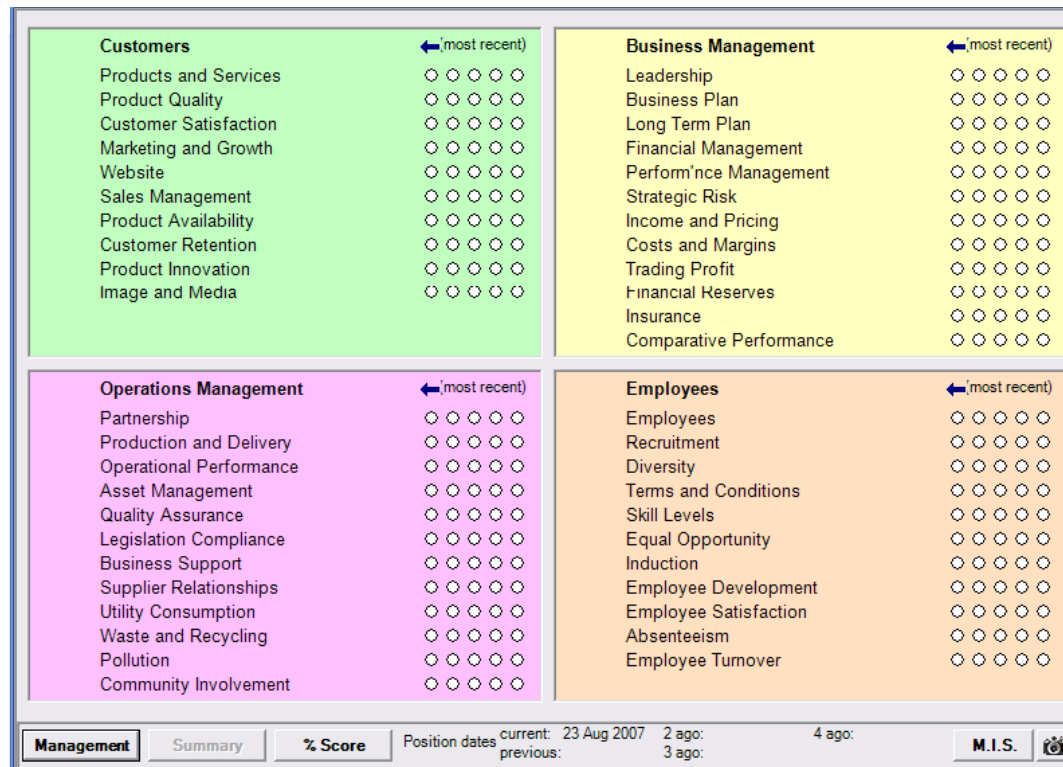 Customers (most recent)
Products and Services
Product Quality
Customer Satisfaction
Marketing and Growth
Website
Sales Management
Product Availability
Customer Retention
Product Innovation
Image and Media
Business Management (most recent)
Leadership
Business Plan
Long Term Plan
Financial Management
Perform'nce Management
Strategic Risk
Income and Pricing
Costs and Margins
Trading Profit
Financial Reserves
Insurance
Comparative Performance
Operations Management (most recent)
Partnership
Production and Delivery
Operational Performance
Asset Management
Quality Assurance
Legislation Compliance
Business Support
Supplier Relationships
Utility Consumption
Waste and Recycling
Pollution
Community Involvement
Employees (most recent)
Employees
Recruitment
Diversity
Terms and Conditions
Skill Levels
Equal Opportunity
Induction
Employee Development
Employee Satisfaction
Absenteeism
Employee Turnover
Management Summary % Score Position dates current: 23 Aug 2007 2 ago: 4 ago: M.I.S.
previous: 3 ago: